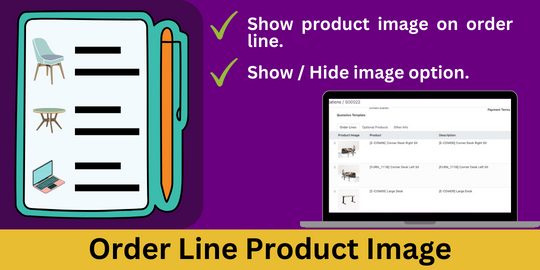 Show product image on order
line.
Show / Hide image option.
Quotation Template
Payment Terms
Order Lines Optional Products Other Info
Product Image Product Description
Order Line Product Image